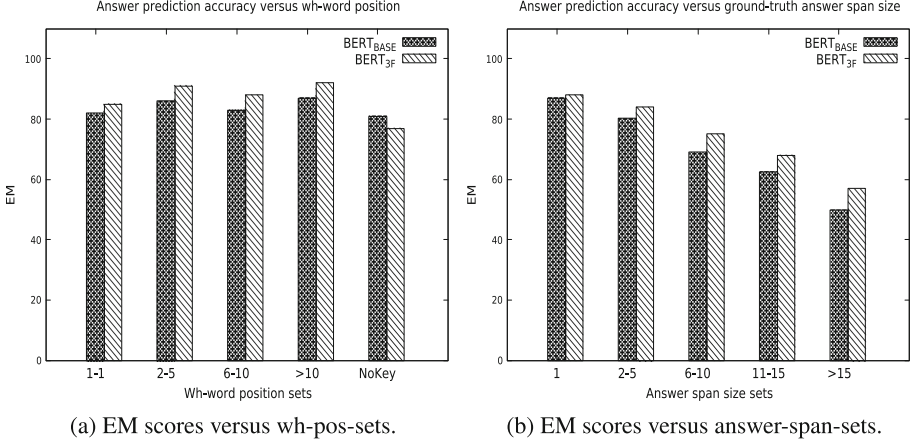 Answer prediction accuracy versus wh-word position
BERT_BASE
BERT_3F
EM
100
80
60
40
20
0
1-1 2-5 6-10 >10 NoKey
Wh-word position sets
(a) EM scores versus wh-pos-sets.
Answer prediction accuracy versus ground-truth answer span size
BERT_BASE
BERT_3F
EM
100
80
60
40
20
0
1 2-5 6-10 11-15 >15
Answer span size sets
(b) EM scores versus answer-span-sets.